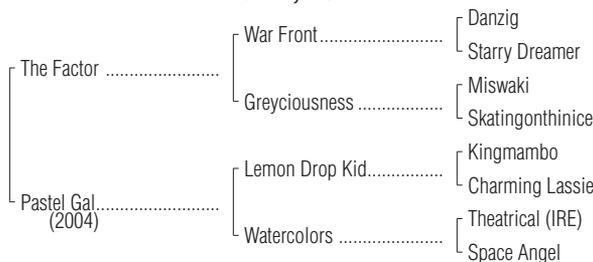 Danzig
War Front....................
Starry Dreamer
The Factor ........................
Miswaki
Greyciousness ..................
Skatingonthinice
Kingmambo
Lemon Drop Kid................
Charming Lassie
Pastel Gal..........................
(2004)
Theatrical (IRE)
Watercolors ......................
Space Angel